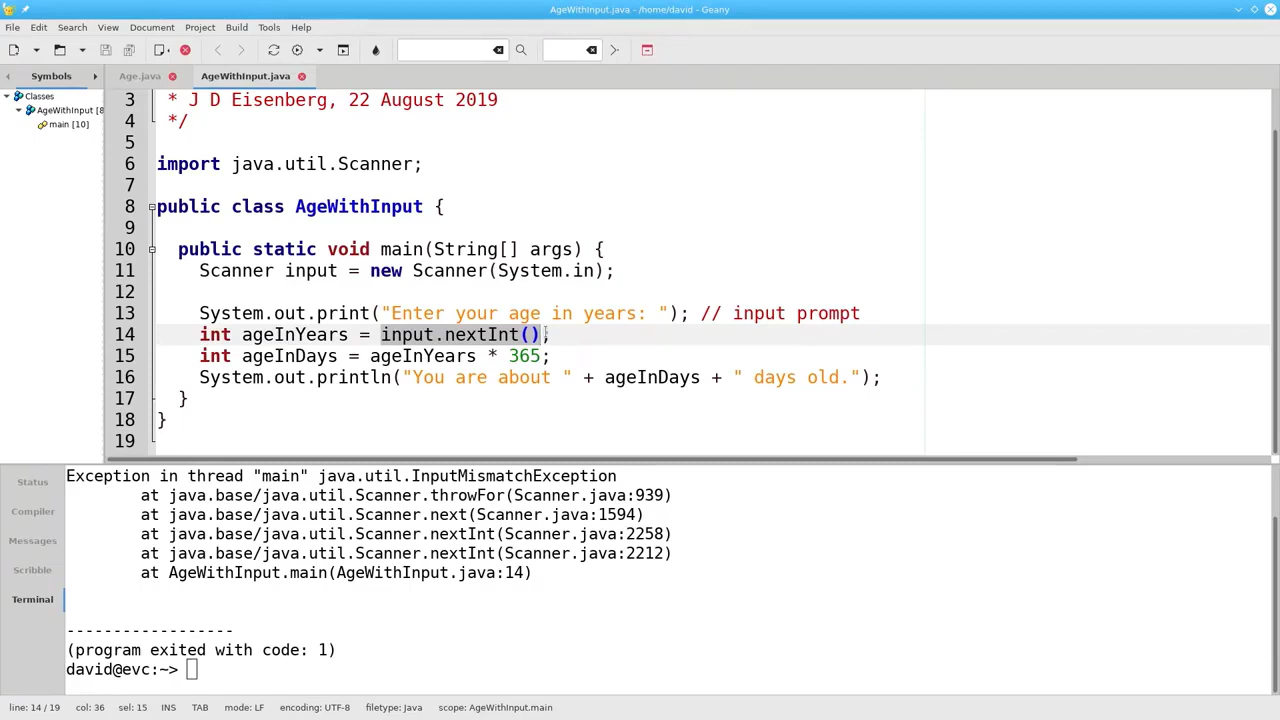 AgeWithInput.java - /home/david - Geany
File Edit Search View Document Project Build Tools Help
Symbols Age.java AgeWithInput.java
Classes
AgeWithInput [8
main [10]
3 * J D Eisenberg, 22 August 2019
4 */
5
6 import java.util.Scanner;
7
8 public class AgeWithInput {
9
10 public static void main(String[] args) {
11 Scanner input = new Scanner(System.in);
12
13 System.out.print("Enter your age in years: "); // input prompt
14 int ageInYears = input.nextInt();
15 int ageInDays = ageInYears * 365;
16 System.out.println("You are about " + ageInDays + " days old.");
17 }
18 }
19
Status
Compiler
Messages
Scribble
Terminal
Exception in thread "main" java.util.InputMismatchException
at java.base/java.util.Scanner.throwFor(Scanner.java:939)
at java.base/java.util.Scanner.next(Scanner.java:1594)
at java.base/java.util.Scanner.nextInt(Scanner.java:2258)
at java.base/java.util.Scanner.nextInt(Scanner.java:2212)
at AgeWithInput.main(AgeWithInput.java:14)
------------------
(program exited with code: 1)
david@evc:~>
line: 14 / 19 col: 36 sel: 15 INS TAB mode: LF encoding: UTF-8 filetype: Java scope: AgeWithInput.main